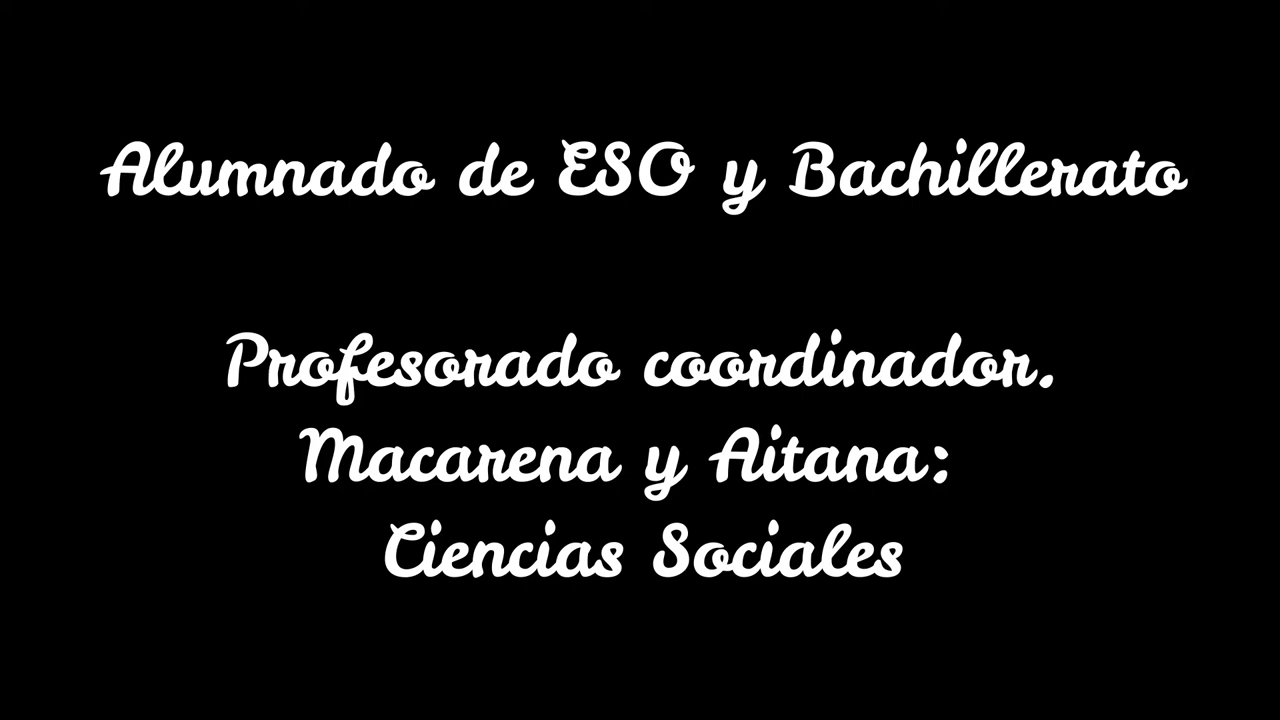 Alumnado de ESO y Bachillerato
Profesorado coordinador.
Macarena y Aitana:
Ciencias Sociales